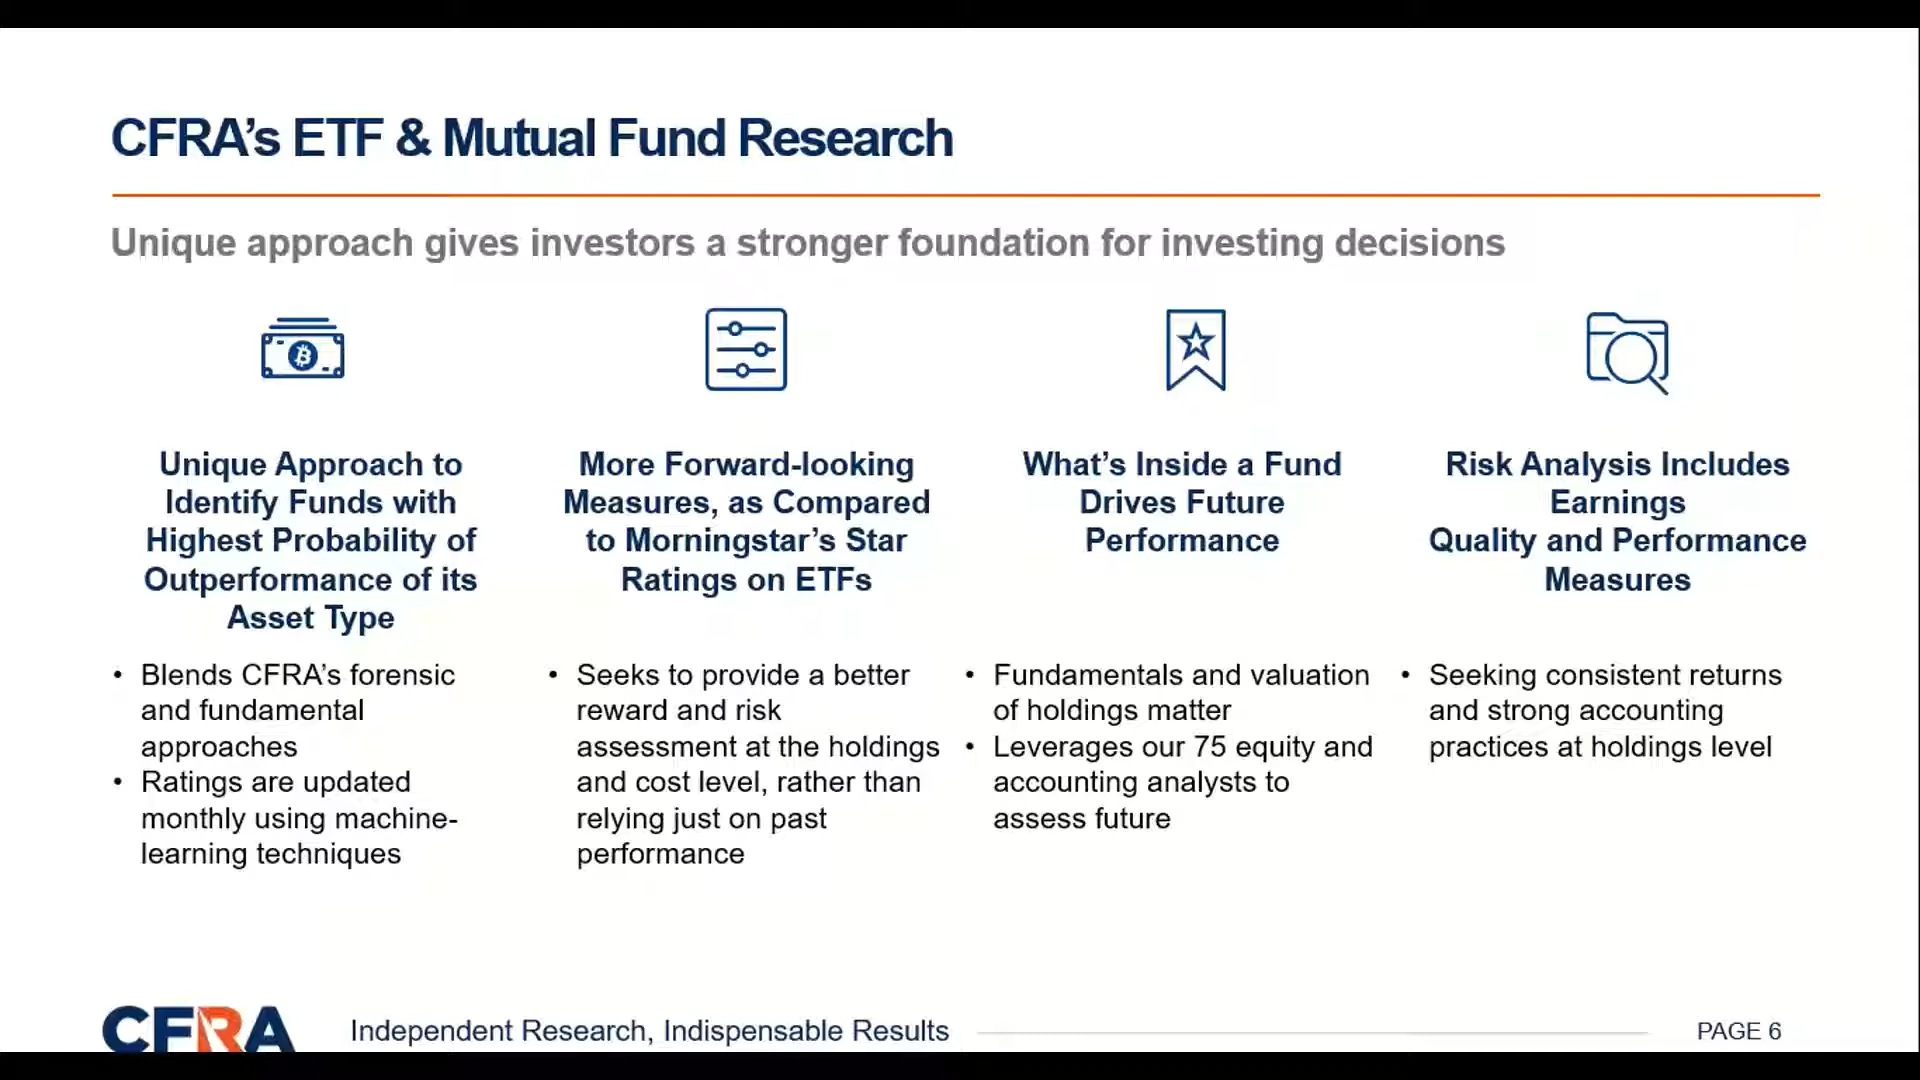 CFRA’s ETF & Mutual Fund Research
Unique approach gives investors a stronger foundation for investing decisions
Unique Approach to
Identify Funds with
Highest Probability of
Outperformance of its
Asset Type
• Blends CFRA’s forensic
and fundamental
approaches
• Ratings are updated
monthly using machine-
learning techniques
More Forward-looking
Measures, as Compared
to Morningstar’s Star
Ratings on ETFs
• Seeks to provide a better
reward and risk
assessment at the holdings
and cost level, rather than
relying just on past
performance
What’s Inside a Fund
Drives Future
Performance
• Fundamentals and valuation
of holdings matter
• Leverages our 75 equity and
accounting analysts to
assess future
Risk Analysis Includes
Earnings
Quality and Performance
Measures
• Seeking consistent returns
and strong accounting
practices at holdings level
CFRA
Independent Research, Indispensable Results
PAGE 6